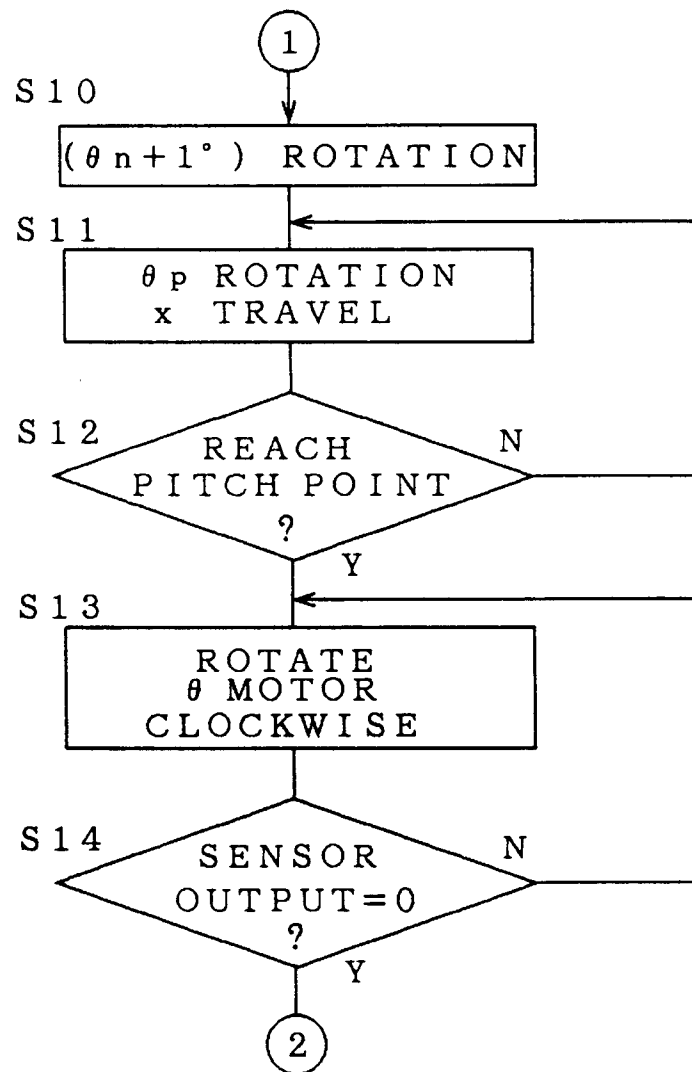 1
S10
(θn+1°) ROTATION
S11
θp ROTATION
x TRAVEL
S12
REACH
PITCH POINT
?
N
Y
S13
ROTATE
θ MOTOR
CLOCKWISE
S14
SENSOR
OUTPUT=0
?
N
Y
2